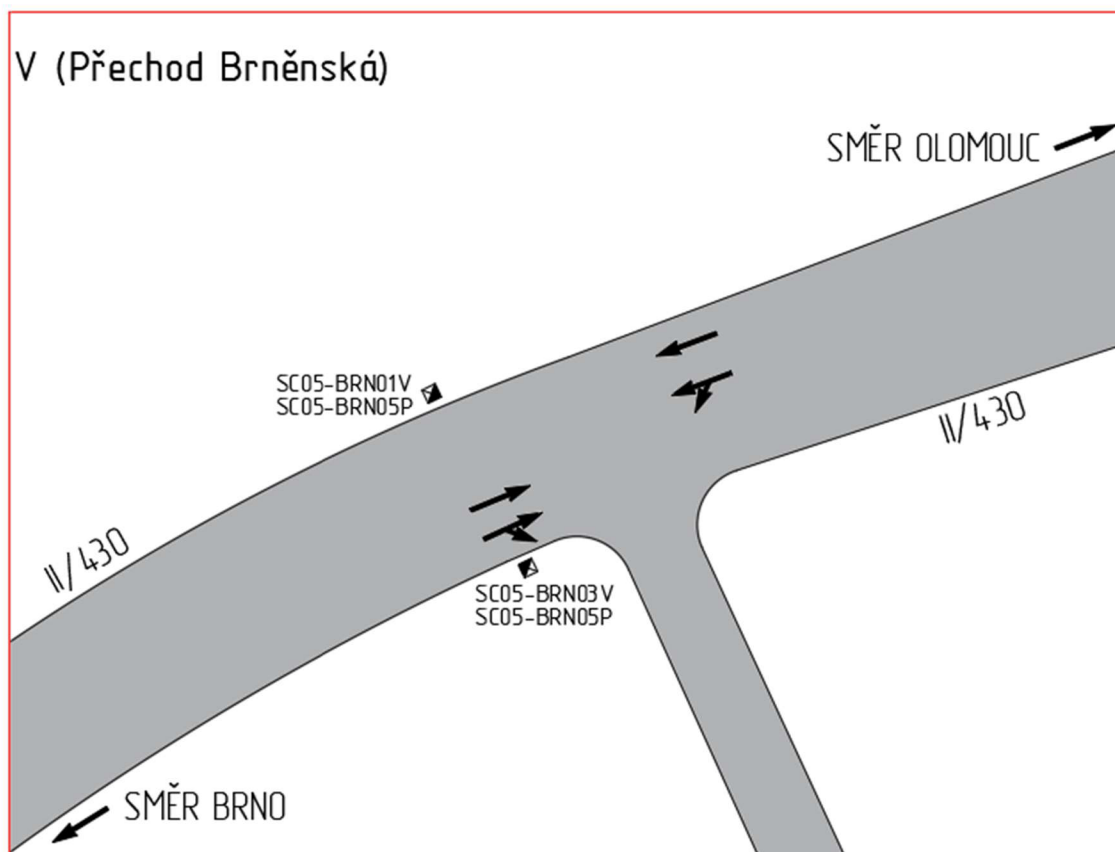 V (Přechod Brněnská)
SMĚR OLOMOUC
SC05-BRN01V
SC05-BRN05P
II/430
II/430
SC05-BRN03V
SC05-BRN05P
SMĚR BRNO